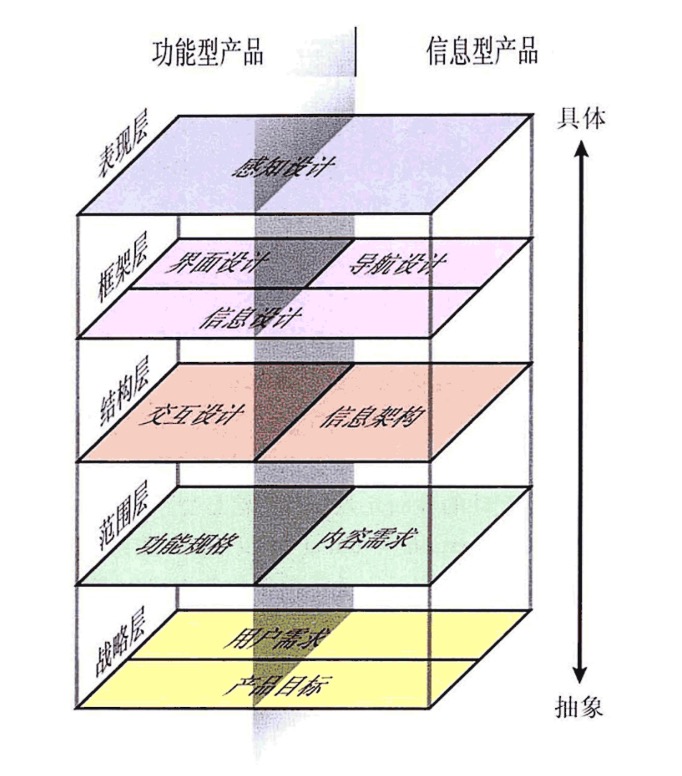 功能型产品
信息型产品
具体
表现层
感知设计
框架层
界面设计
导航设计
信息设计
结构层
交互设计
信息架构
范围层
功能规格
内容需求
战略层
用户需求
产品目标
抽象